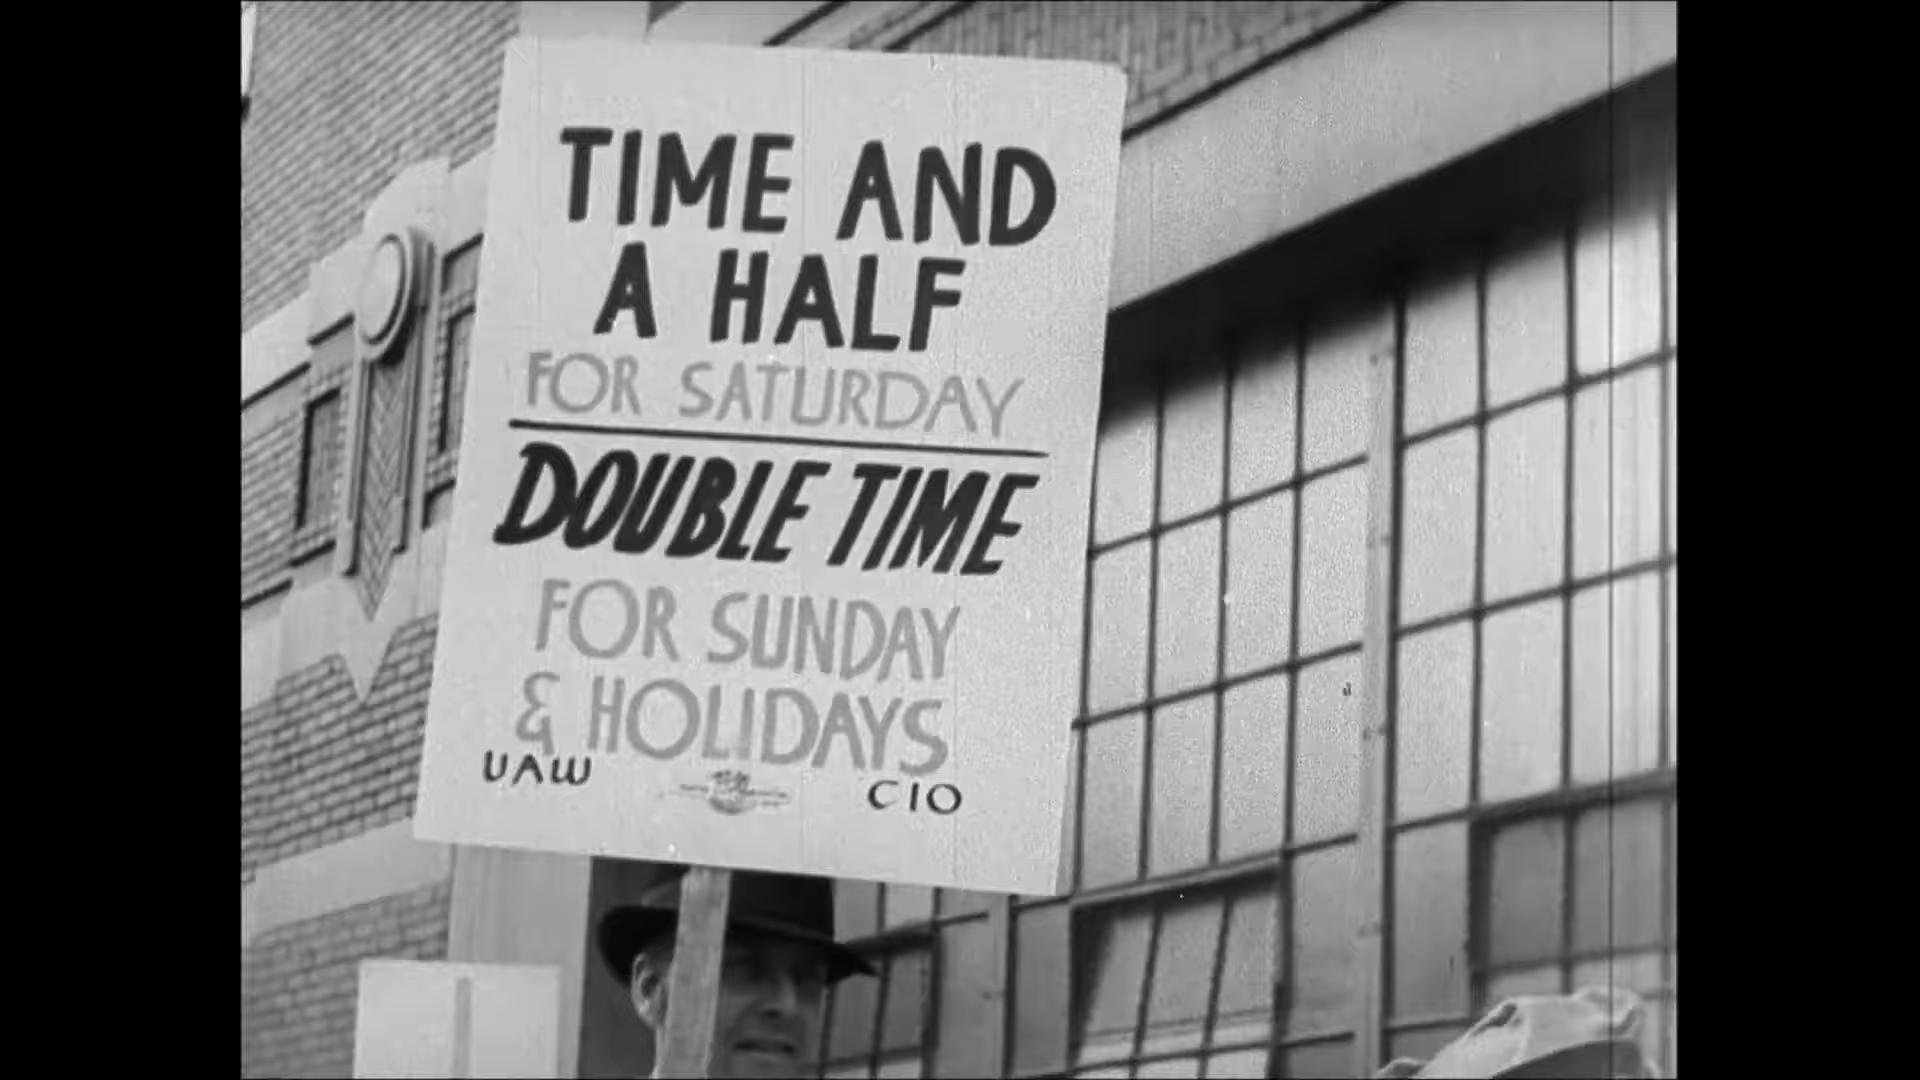 TIME AND
A HALF
FOR SATURDAY
DOUBLE TIME
FOR SUNDAY
& HOLIDAYS
UAW CIO